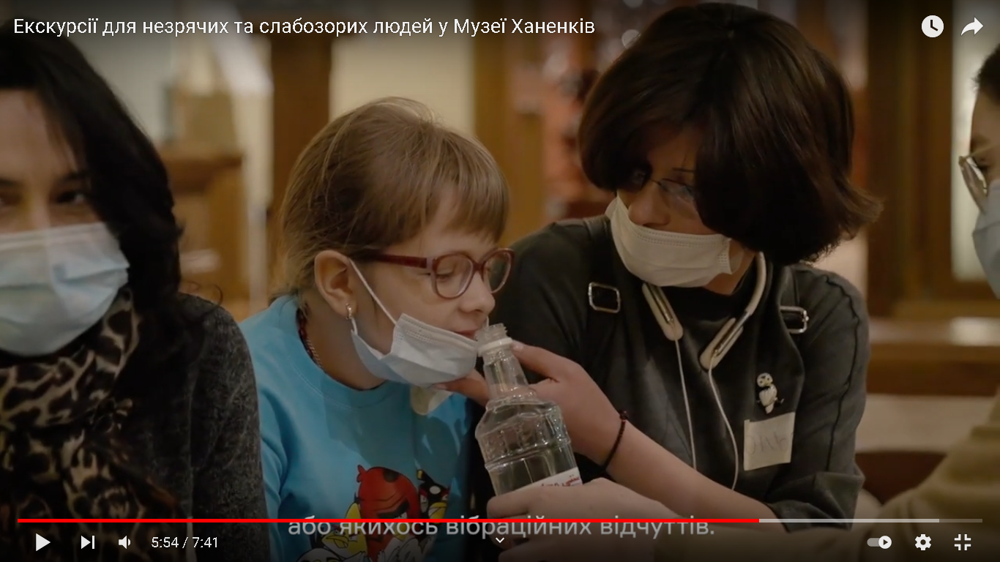 Екскурсії для незрячих та слабозорих людей у Музеї Ханенків
або якихось вібраційних відчуттів.
5:54 / 7:41